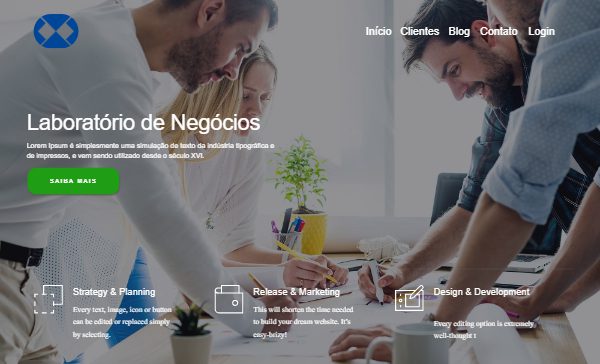 Início Clientes Blog Contato Login
Laboratório de Negócios
Lorem Ipsum é simplesmente uma simulação de texto da indústria tipográfica e
de impressos, e vem sendo utilizado desde o século XVI.
SAIBA MAIS
Strategy & Planning
Every text, image, icon or button
can be edited or replaced simply
by selecting.
Release & Marketing
This will shorten the time needed
to build your dream website. It's
easy-brizy!
Design & Development
Every editing option is extremely
well-thought t